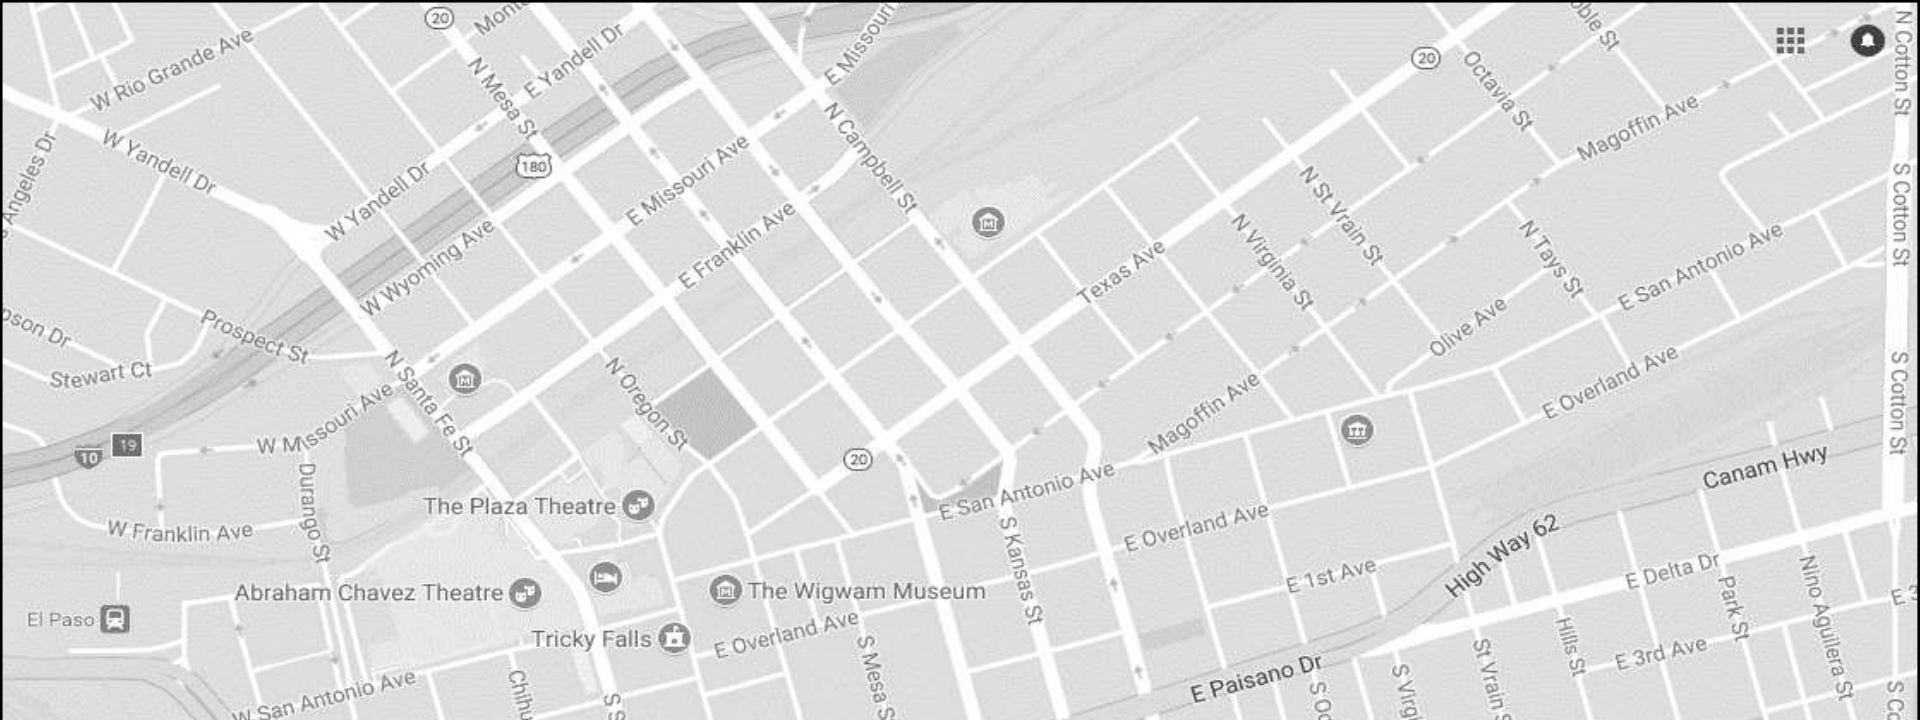 20
W Rio Grande Ave
N Mesa St
E Yandell Dr
E Missouri
20
Octavia St
N Cotton St
W Yandell Dr
180
N Campbell St
Magoffin Ave
W Yandell Dr
E Missouri Ave
N St Vrain St
S Cotton St
W Wyoming Ave
E Franklin Ave
N Virginia St
N Tays St
E San Antonio Ave
Texas Ave
Prospect St
Olive Ave
Stewart Ct
N Santa Fe St
N Oregon St
Magoffin Ave
E Overland Ave
S Cotton St
W Missouri Ave
10
19
20
Canam Hwy
Durango St
The Plaza Theatre
E San Antonio Ave
W Franklin Ave
E Overland Ave
S Kansas St
High Way 62
E 1st Ave
E Delta Dr
Abraham Chavez Theatre
The Wigwam Museum
Park St
Nino Aguilera St
El Paso
Tricky Falls
E Overland Ave
S Mesa S
Hills St
E 3rd Ave
St Vrain S
E Paisano Dr
W San Antonio Ave